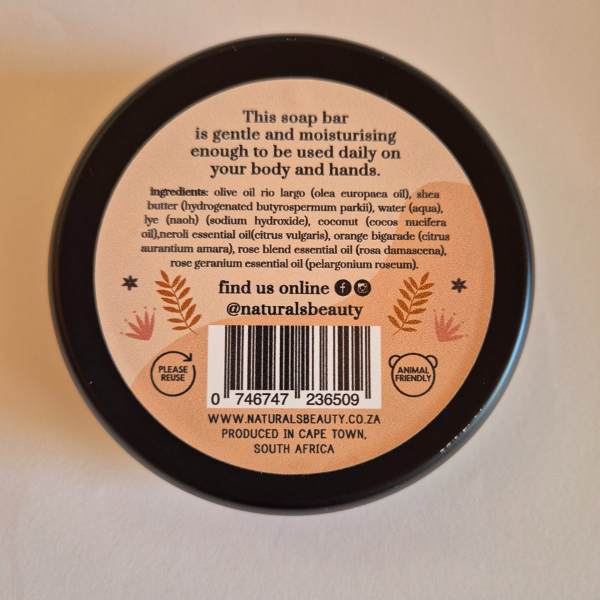 This soap bar
is gentle and moisturising
enough to be used daily on
your body and hands.
ingredients: olive oil rio largo (olea europaea oil), shea
butter (hydrogenated butyrospermum parkii), water (aqua),
lye (naoh) (sodium hydroxide), coconut (cocos nucifera
oil),neroli essential oil(citrus vulgaris), orange bigarade (citrus
aurantium amara), rose blend essential oil (rosa damascena),
rose geranium essential oil (pelargonium roseum).
find us online
@naturalsbeauty
PLEASE
REUSE
ANIMAL
FRIENDLY
0 746747 236509
WWW.NATURALSBEAUTY.CO.ZA
PRODUCED IN CAPE TOWN,
SOUTH AFRICA